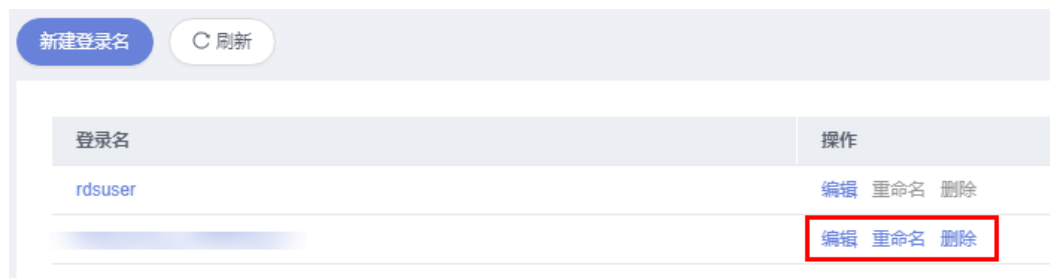 新建登录名 刷新
登录名 操作
rdsuser 编辑 重命名 删除
编辑 重命名 删除